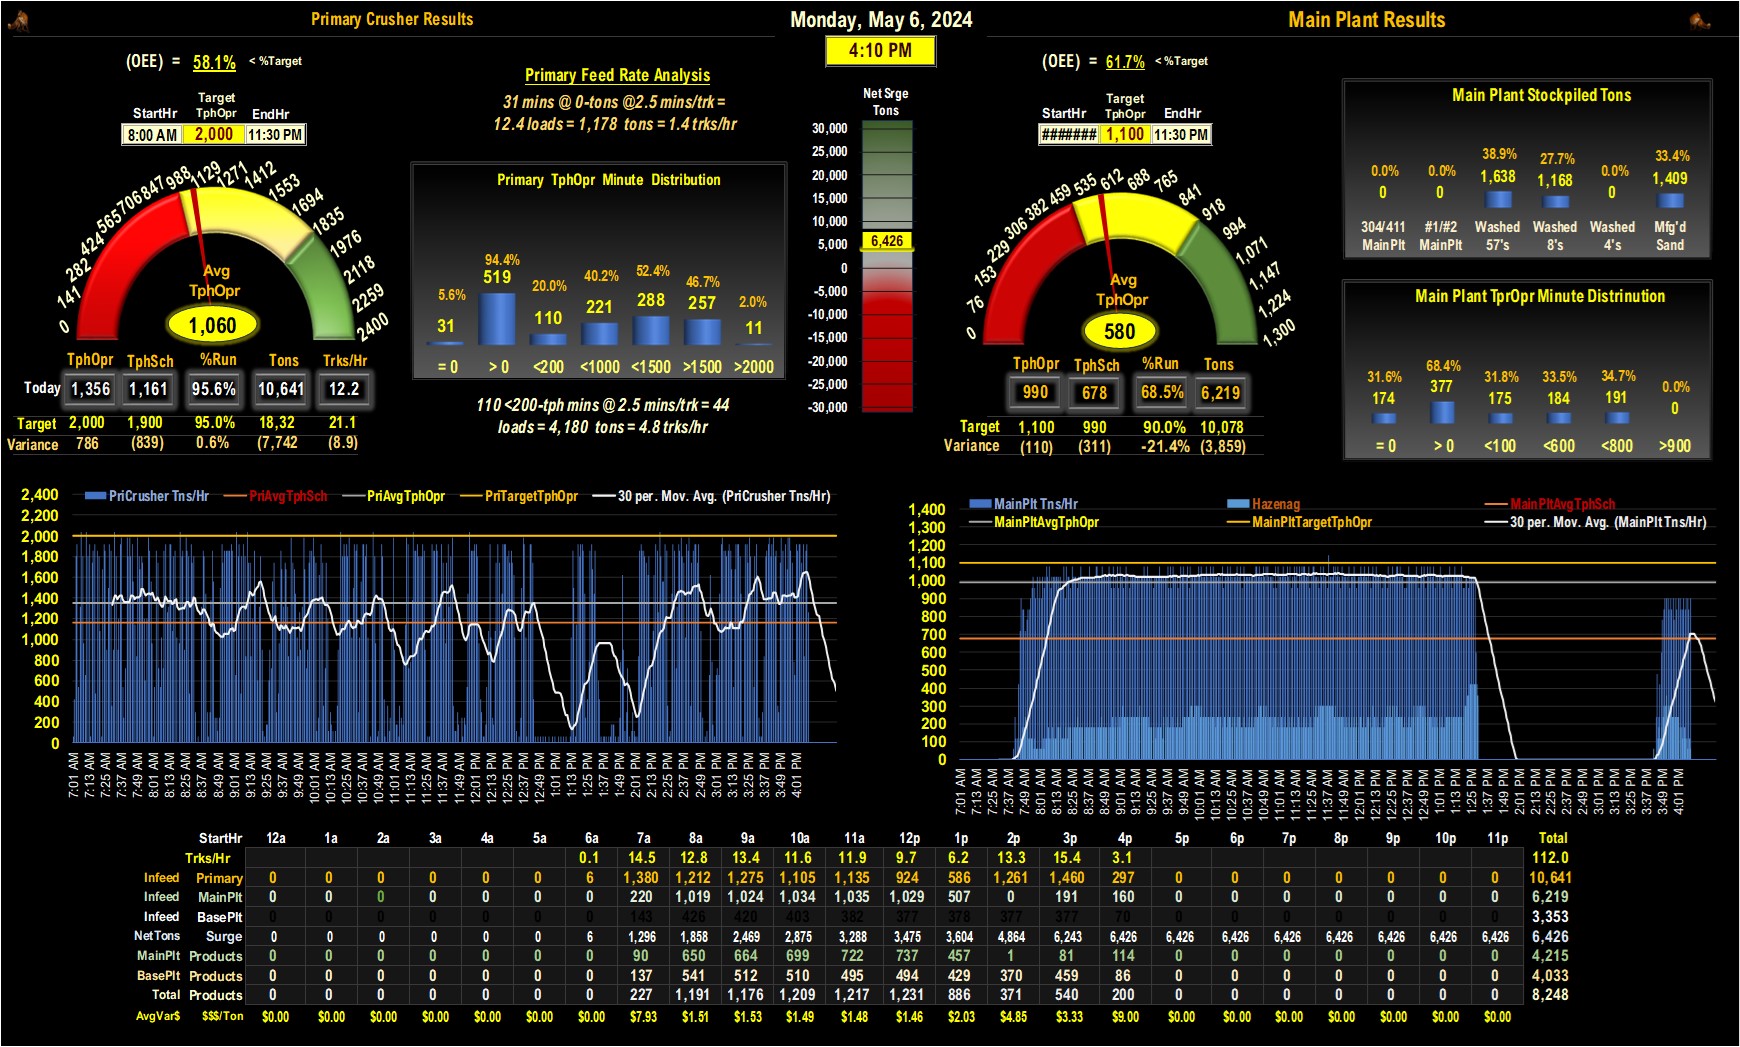 Primary Crusher Results
Monday, May 6, 2024
Main Plant Results
4:10 PM
(OEE) = 58.1% < %Target
StartHr Target TphOpr EndHr
8:00 AM 2,000 11:30 PM
0 141 282 424 565 706 847 988 1129 1271 1412 1553 1694 1835 1976 2118 2259 2400
Avg
TphOpr
1,060
TphOpr TphSch %Run Tons Trks/Hr
Today 1,356 1,161 95.6% 10,641 12.2
Target 2,000 1,900 95.0% 18,32 21.1
Variance 786 (839) 0.6% (7,742 (8.9)
Primary Feed Rate Analysis
31 mins @ 0-tons @2.5 mins/trk =
12.4 loads = 1,178 tons = 1.4 trks/hr
Primary TphOpr Minute Distribution
5.6% 94.4% 20.0% 40.2% 52.4% 46.7% 2.0%
31 519 110 221 288 257 11
= 0 > 0 <200 <1000 <1500 >1500 >2000
110 <200-tph mins @ 2.5 mins/trk = 44
loads = 4,180 tons = 4.8 trks/hr
Net Srge
Tons
30,000
25,000
20,000
15,000
10,000
5,000
6,426
0
-5,000
-10,000
-15,000
-20,000
-25,000
-30,000
(OEE) = 61.7% < %Target
StartHr Target TphOpr EndHr
####### 1,100 11:30 PM
0 76 153 229 306 382 459 535 612 688 765 841 918 994 1,071 1,147 1,224 1,300
Avg
TphOpr
580
TphOpr TphSch %Run Tons
990 678 68.5% 6,219
Target 1,100 990 90.0% 10,078
Variance (110) (311) -21.4% (3,859)
Main Plant Stockpiled Tons
0.0% 0.0% 38.9% 27.7% 0.0% 33.4%
0 0 1,638 1,168 0 1,409
304/411 #1/#2 Washed Washed Washed Mfg'd
MainPlt MainPlt 57's 8's 4's Sand
Main Plant TprOpr Minute Distrinution
31.6% 68.4% 31.8% 33.5% 34.7% 0.0%
174 377 175 184 191 0
= 0 > 0 <100 <600 <800 >900
PriCrusher Tns/Hr PriAvgTphSch PriAvgTphOpr PriTargetTphOpr 30 per. Mov. Avg. (PriCrusher Tns/Hr)
2,400
2,200
2,000
1,800
1,600
1,400
1,200
1,000
800
600
400
200
0
7:01 AM 7:13 AM 7:25 AM 7:37 AM 7:49 AM 8:01 AM 8:13 AM 8:25 AM 8:37 AM 8:49 AM 9:01 AM 9:13 AM 9:25 AM 9:37 AM 9:49 AM 10:01 AM 10:13 AM 10:25 AM 10:37 AM 10:49 AM 11:01 AM 11:13 AM 11:25 AM 11:37 AM 11:49 AM 12:01 PM 12:13 PM 12:25 PM 12:37 PM 12:49 PM 1:01 PM 1:13 PM 1:25 PM 1:37 PM 1:49 PM 2:01 PM 2:13 PM 2:25 PM 2:37 PM 2:49 PM 3:01 PM 3:13 PM 3:25 PM 3:37 PM 3:49 PM 4:01 PM
MainPlt Tns/Hr Hazenag MainPltAvgTphSch
MainPltAvgTphOpr MainPltTargetTphOpr 30 per. Mov. Avg. (MainPlt Tns/Hr)
1,400
1,300
1,200
1,100
1,000
900
800
700
600
500
400
300
200
100
0
7:01 AM 7:13 AM 7:25 AM 7:37 AM 7:49 AM 8:01 AM 8:13 AM 8:25 AM 8:37 AM 8:49 AM 9:01 AM 9:13 AM 9:25 AM 9:37 AM 9:49 AM 10:01 AM 10:13 AM 10:25 AM 10:37 AM 10:49 AM 11:01 AM 11:13 AM 11:25 AM 11:37 AM 11:49 AM 12:01 PM 12:13 PM 12:25 PM 12:37 PM 12:49 PM 1:01 PM 1:13 PM 1:25 PM 1:37 PM 1:49 PM 2:01 PM 2:13 PM 2:25 PM 2:37 PM 2:49 PM 3:01 PM 3:13 PM 3:25 PM 3:37 PM 3:49 PM 4:01 PM
StartHr 12a 1a 2a 3a 4a 5a 6a 7a 8a 9a 10a 11a 12p 1p 2p 3p 4p 5p 6p 7p 8p 9p 10p 11p Total
Trks/Hr 0.1 14.5 12.8 13.4 11.6 11.9 9.7 6.2 13.3 15.4 3.1 112.0
Infeed Primary 0 0 0 0 0 0 6 1,380 1,212 1,275 1,105 1,135 924 586 1,261 1,460 297 0 0 0 0 0 0 0 10,641
Infeed MainPlt 0 0 0 0 0 0 0 220 1,019 1,024 1,034 1,035 1,029 507 0 191 160 0 0 0 0 0 0 0 6,219
Infeed BasePlt 0 0 0 0 0 0 0 143 426 420 403 382 377 378 377 377 70 0 0 0 0 0 0 0 3,353
NetTons Surge 0 0 0 0 0 0 6 1,296 1,858 2,469 2,875 3,288 3,475 3,604 4,864 6,243 6,426 6,426 6,426 6,426 6,426 6,426 6,426 6,426 6,426
MainPlt Products 0 0 0 0 0 0 0 90 650 664 699 722 737 457 1 81 114 0 0 0 0 0 0 0 4,215
BasePlt Products 0 0 0 0 0 0 0 137 541 512 510 495 494 429 370 459 86 0 0 0 0 0 0 0 4,033
Total Products 0 0 0 0 0 0 0 227 1,191 1,176 1,209 1,217 1,231 886 371 540 200 0 0 0 0 0 0 0 8,248
AvgVar$ $$$/Ton $0.00 $0.00 $0.00 $0.00 $0.00 $0.00 $0.00 $7.93 $1.51 $1.53 $1.49 $1.48 $1.46 $2.03 $4.85 $3.33 $9.00 $0.00 $0.00 $0.00 $0.00 $0.00 $0.00 $0.00